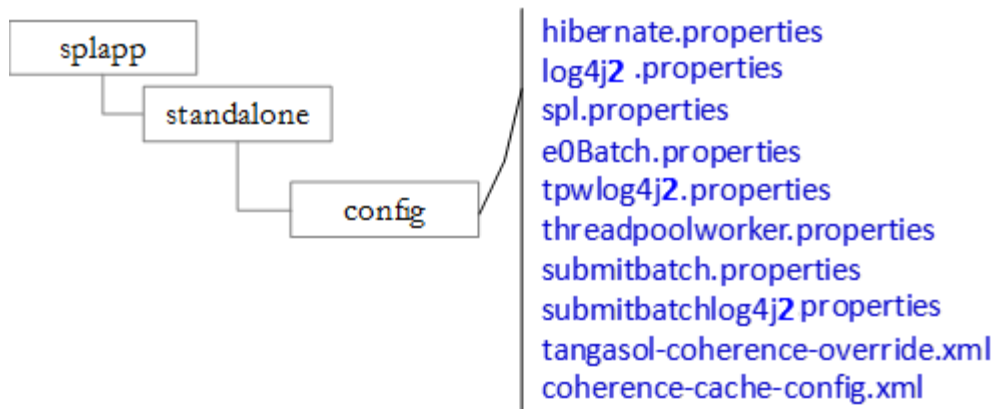 splapp
standalone
config
hibernate.properties
log4j2 .properties
spl.properties
e0Batch.properties
tpwlog4j2.properties
threadpoolworker.properties
submitbatch.properties
submitbatchlog4j2 properties
tangasol-coherence-override.xml
coherence-cache-config.xml